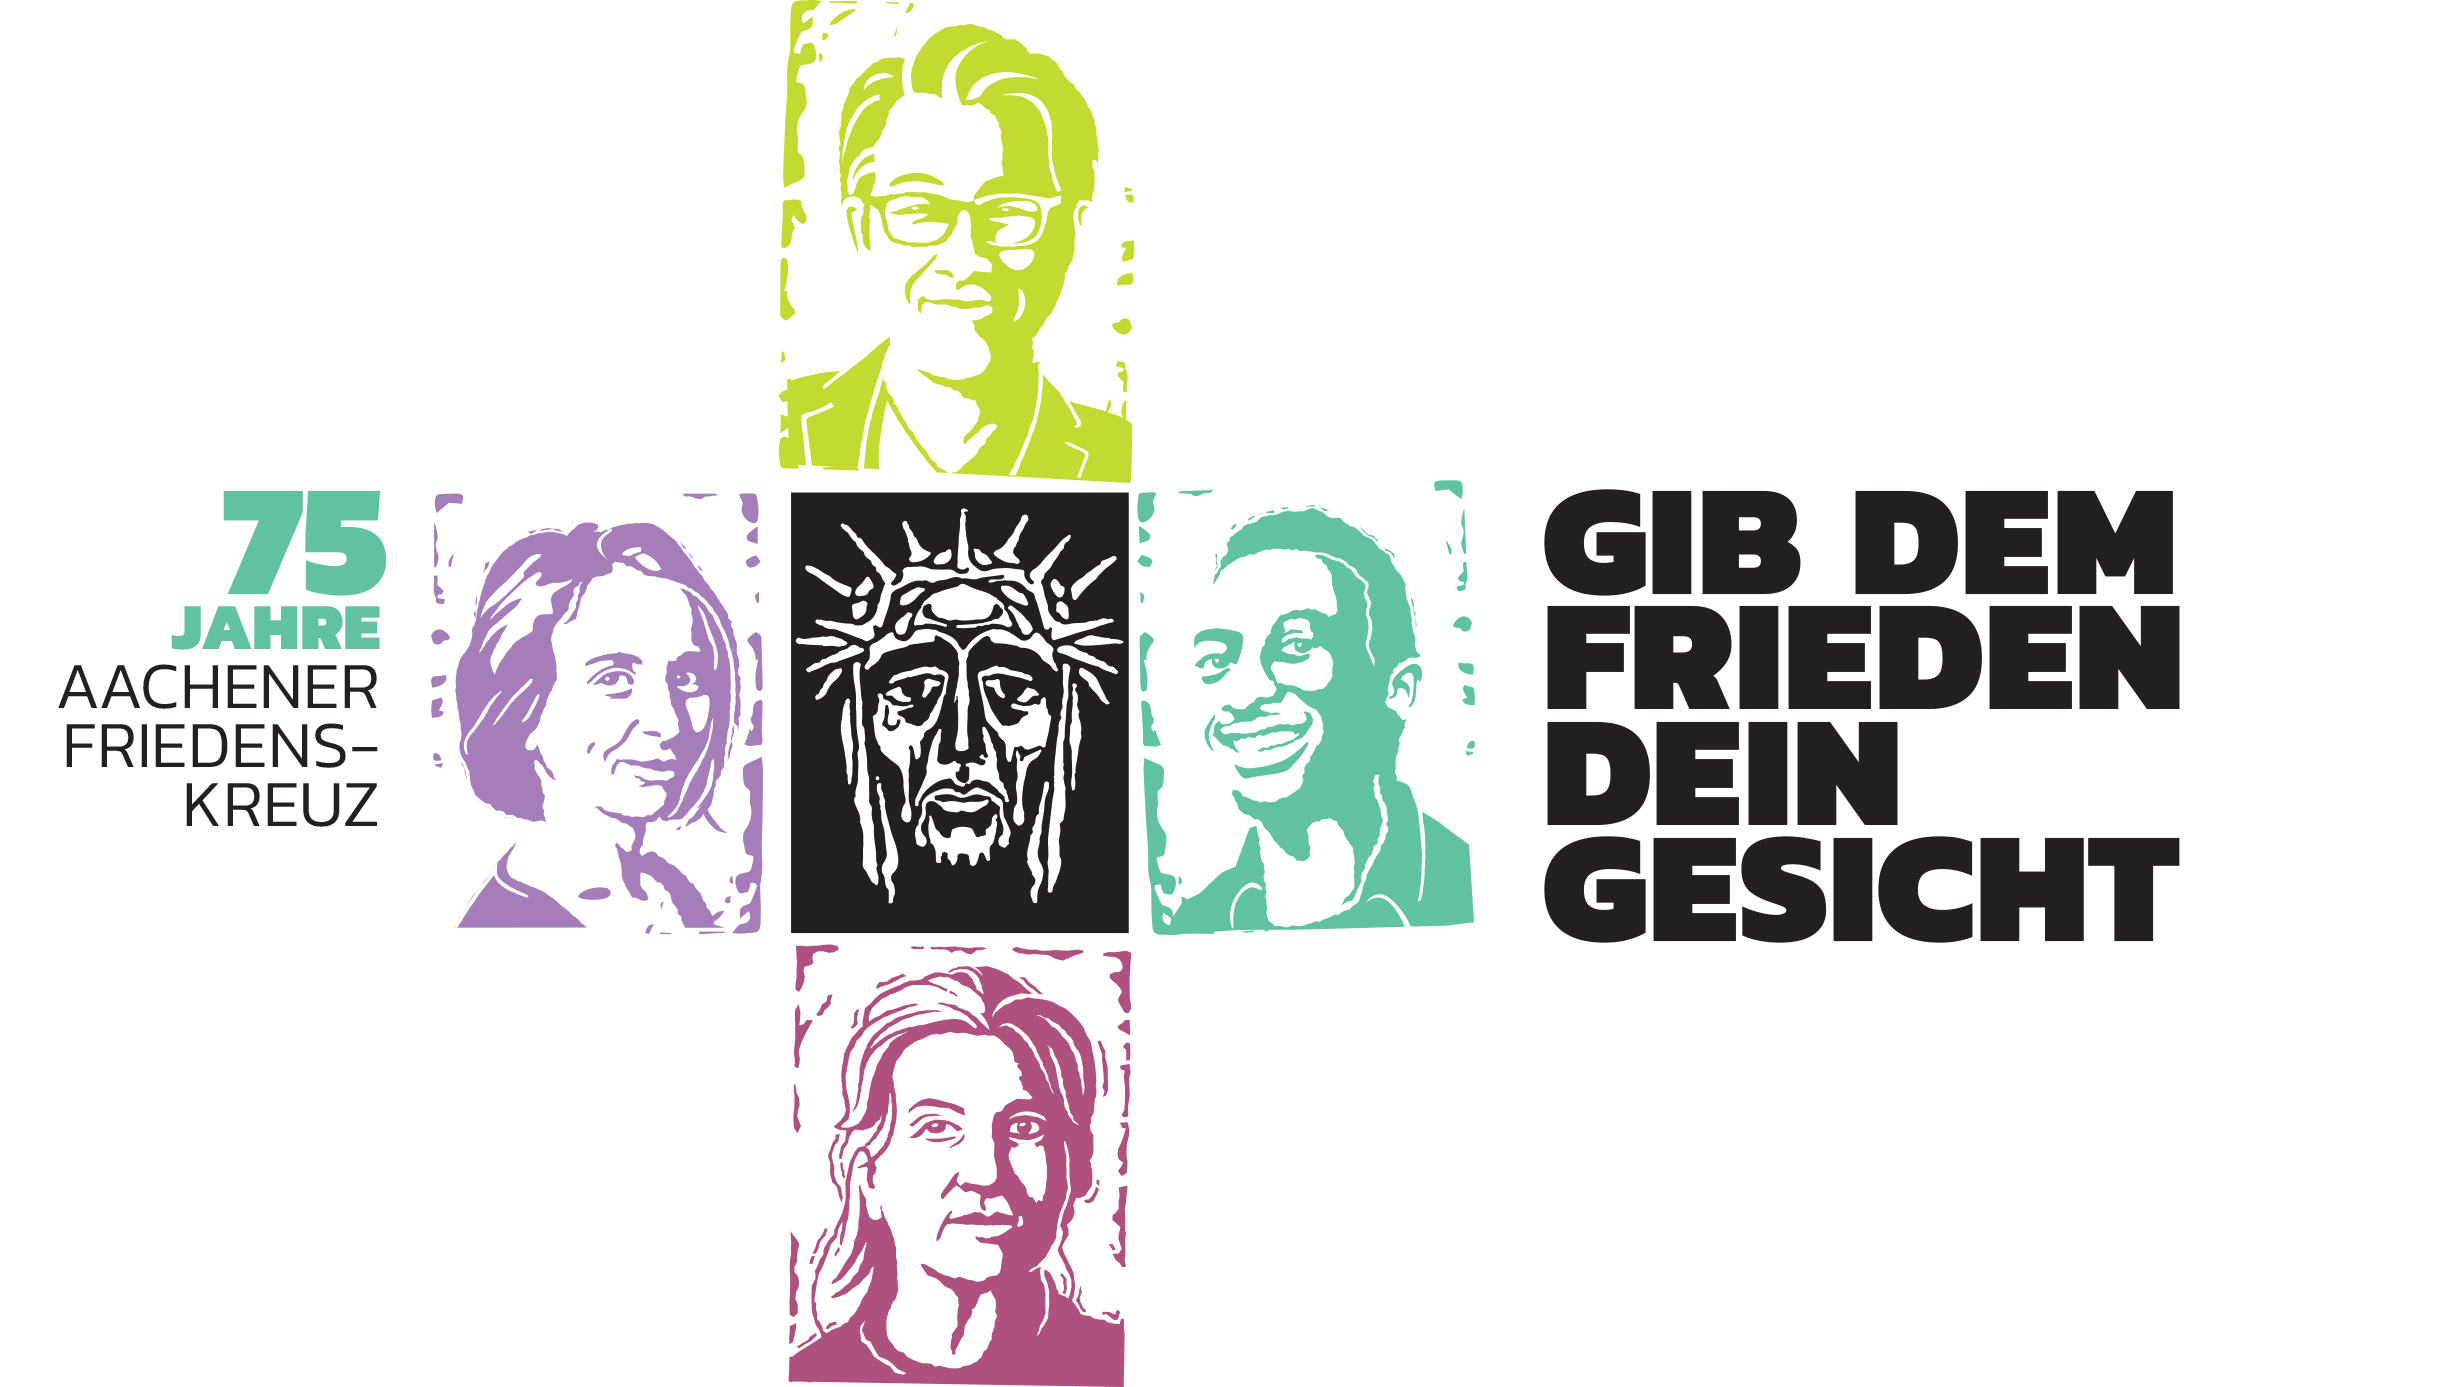 75
JAHRE
AACHENER
FRIEDENS-
KREUZ
GIB DEM
FRIEDEN
DEIN
GESICHT